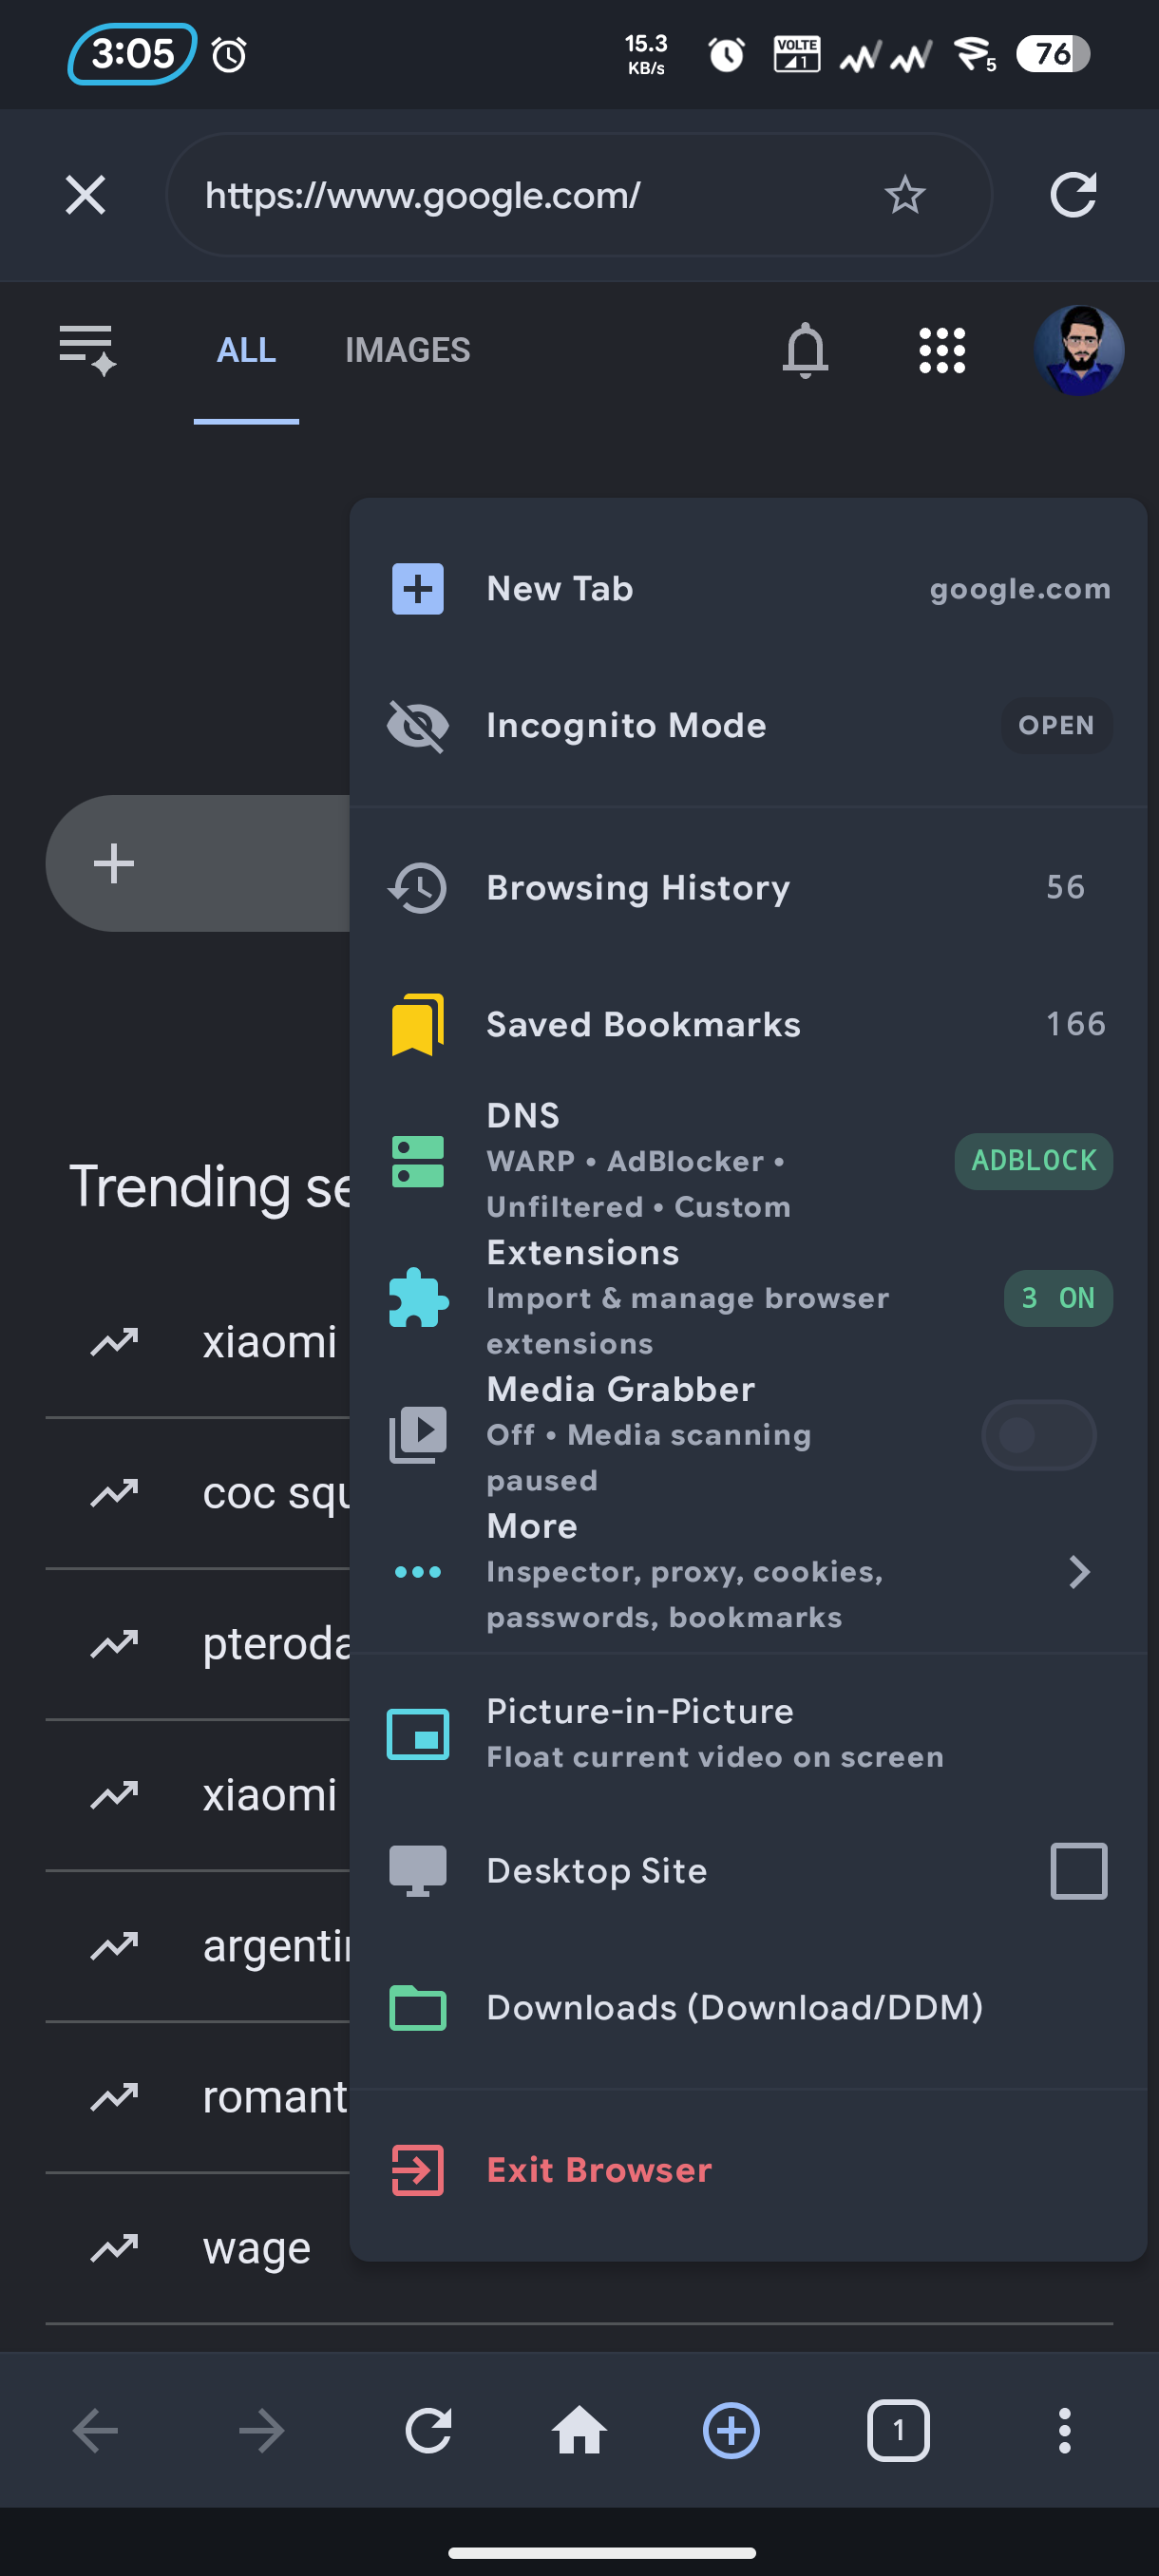 3:05
15.3
KB/s
VOLTE
1
5
76
https://www.google.com/
ALL
IMAGES
New Tab
google.com
Incognito Mode
OPEN
Browsing History
56
Saved Bookmarks
166
DNS
WARP • AdBlocker •
Unfiltered • Custom
ADBLOCK
Extensions
Import & manage browser
extensions
3 ON
Media Grabber
Off • Media scanning
paused
More
Inspector, proxy, cookies,
passwords, bookmarks
Picture-in-Picture
Float current video on screen
Desktop Site
Downloads (Download/DDM)
Exit Browser
Trending se
xiaomi
coc squ
pteroda
xiaomi
argentin
romant
wage
1